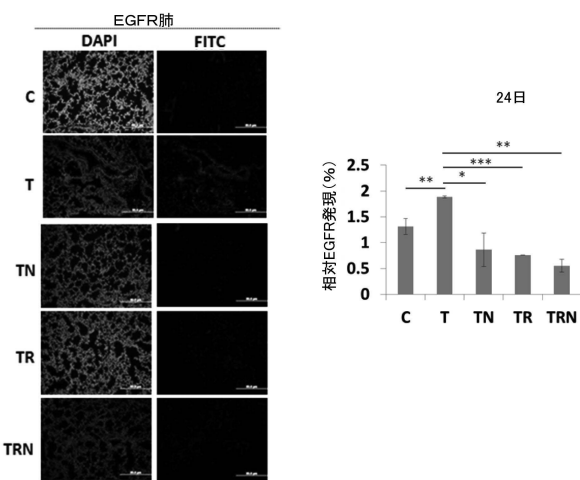 EGFR肺
DAPI FITC
C
T
TN
TR
TRN
24日
相対EGFR発現(%)
2.5
2
1.5
1
0.5
0
**
***
*
**
C T TN TR TRN